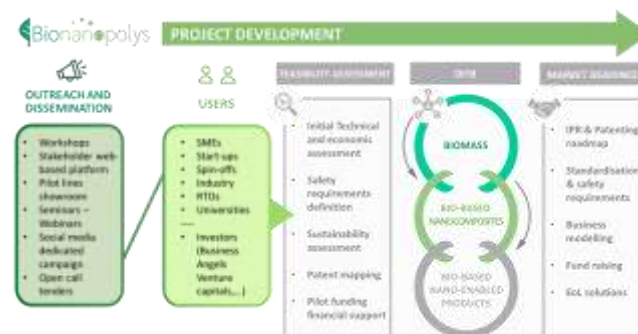 Bionanopolys
PROJECT DEVELOPMENT
OUTREACH AND
DISSEMINATION
• Workshops
• Stakeholder web-
based platform
• Pilot lines
showroom
• Seminars –
Webinars
• Social media
dedicated
campaign
• Open call
tenders
USERS
• SMEs
• Start-ups
• Spin-offs
• Industry
• RTOs
• Universities
----
• Investors
(Business
Angels
Venture
capitals,...)
FEASIBILITY ASSESSMENT
• Initial Technical
and economic
assessment
• Safety
requirements
definition
• Sustainability
assessment
• Patent mapping
• Pilot funding
financial support
BIOMASS
BIO-BASED
NANOCOMPOSITES
BIO-BASED
NANO-ENABLED
PRODUCTS
MARKET READINESS
• IPR & Patenting
roadmap
• Standardisation
& safety
requirements
• Business
modelling
• Fund raising
• EoL solutions